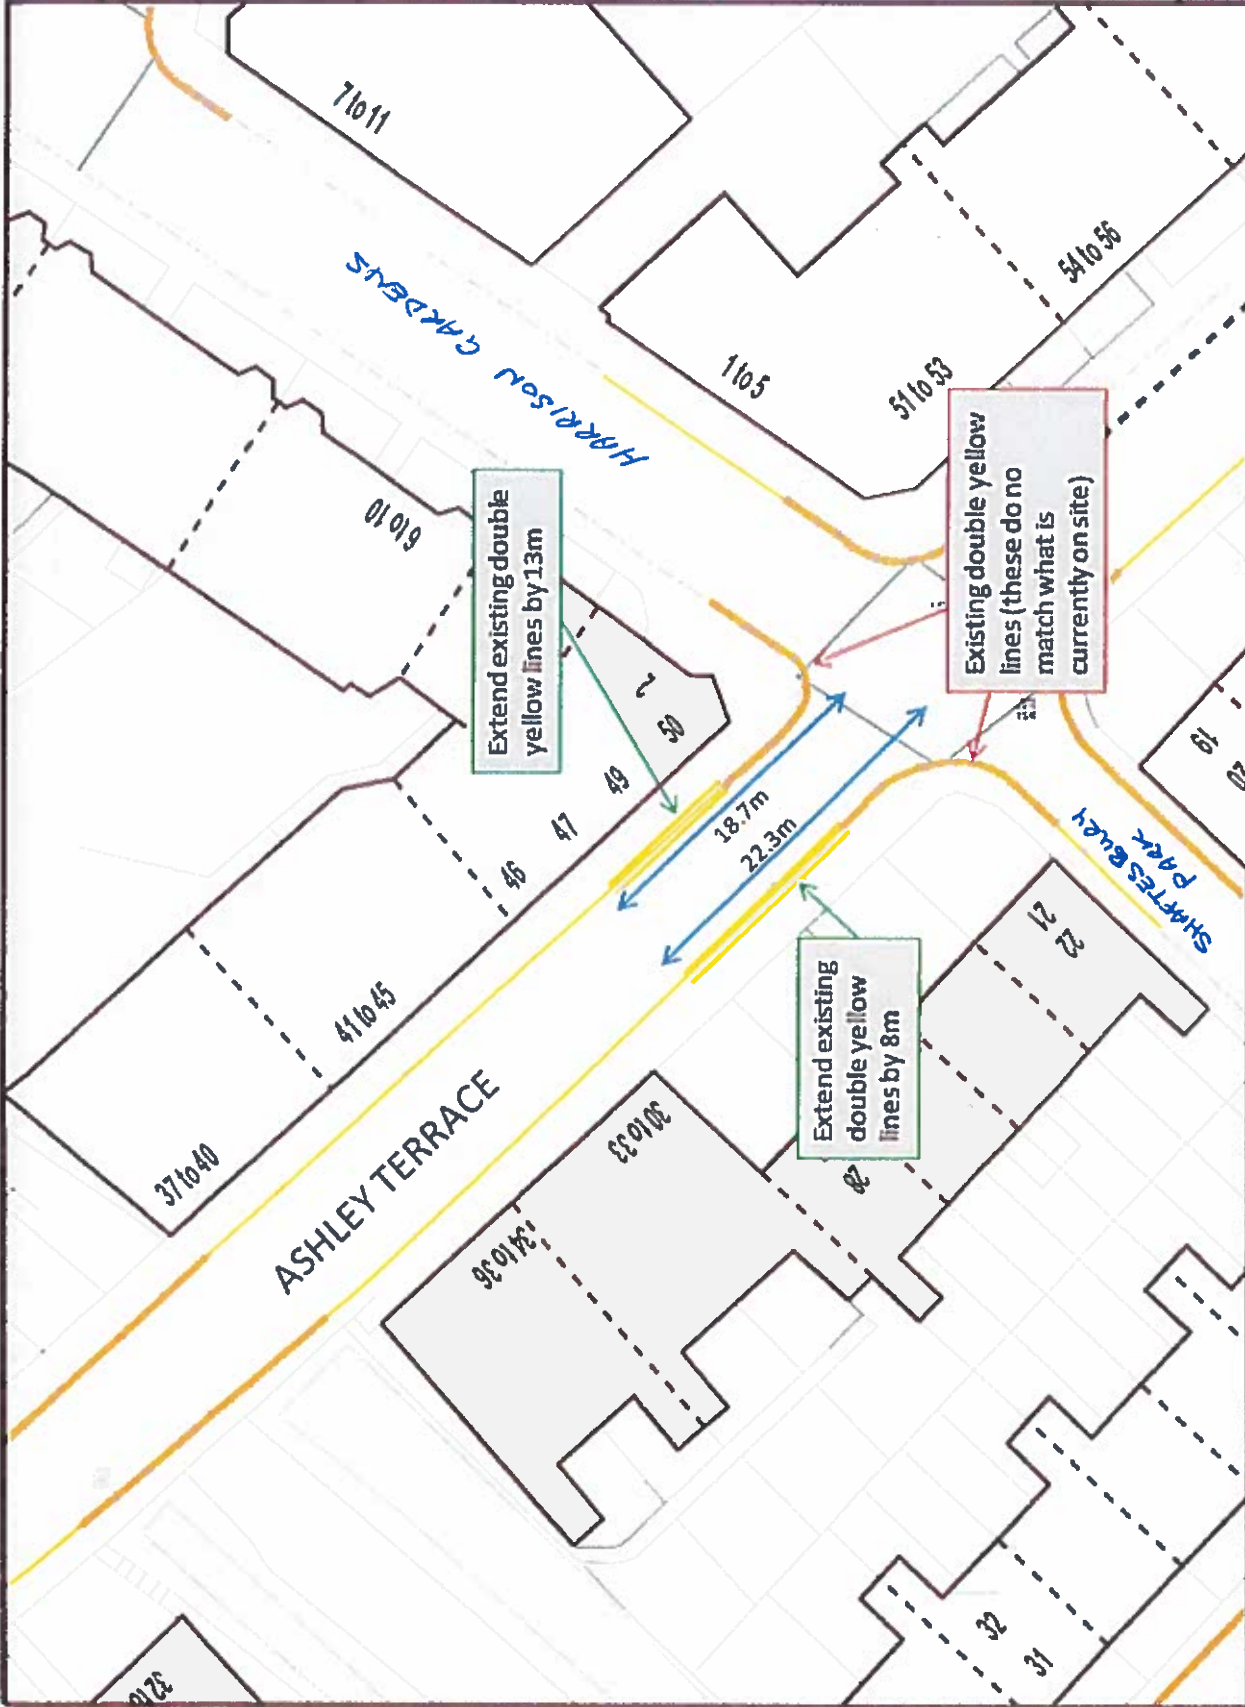 7 to 11
HARRISON GARDENS
6 to 10
1 to 5
51 to 53
54 to 56
Extend existing double
yellow lines by 13m
Existing double yellow
lines (these do no
match what is
currently on site)
2
50
49
47
46
41 to 45
37 to 40
18.7m
22.3m
ASHLEY TERRACE
SHAFTESBURY
PARK
19
20
21
22
Extend existing
double yellow
lines by 8m
28
30 to 33
34 to 36
32
31
32 to